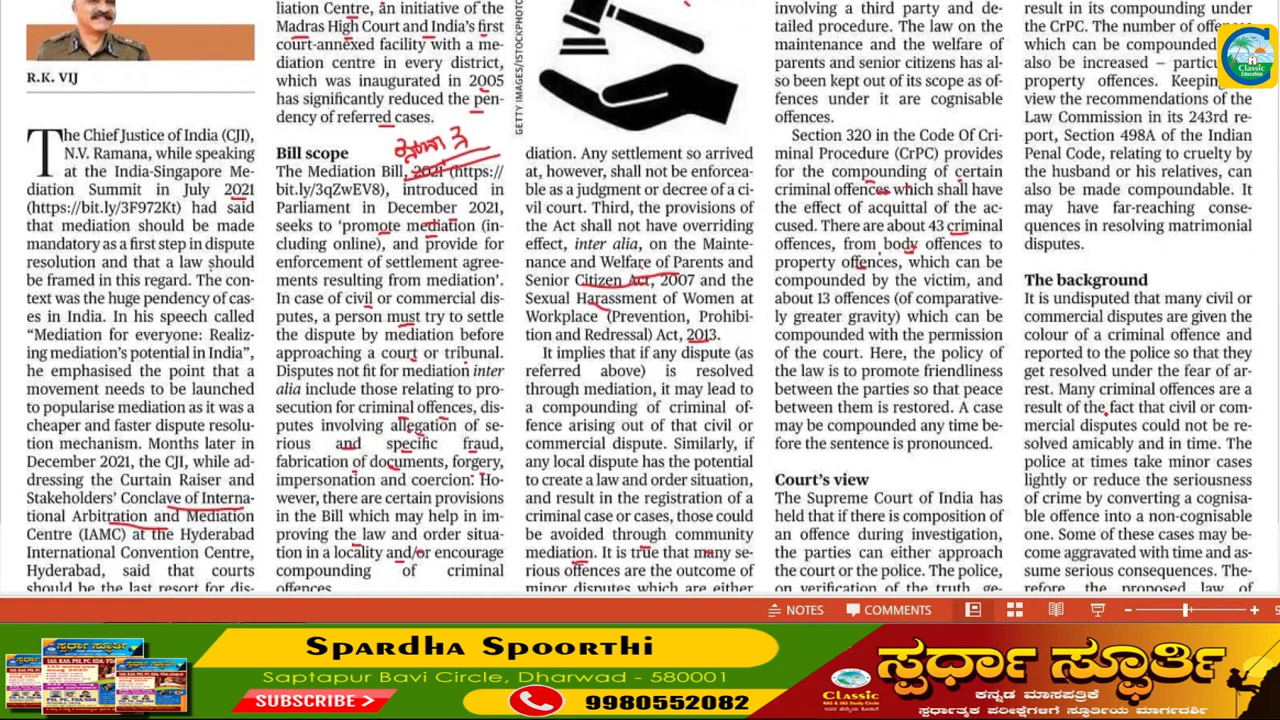 R.K. VIJ
The Chief Justice of India (CJI),
N.V. Ramana, while speaking
at the India-Singapore Me-
diation Summit in July 2021
(https://bit.ly/3F972Kt) had said
that mediation should be made
mandatory as a first step in dispute
resolution and that a law should
be framed in this regard. The con-
text was the huge pendency of cas-
es in India. In his speech called
“Mediation for everyone: Realiz-
ing mediation’s potential in India”,
he emphasised the point that a
movement needs to be launched
to popularise mediation as it was a
cheaper and faster dispute resolu-
tion mechanism. Months later in
December 2021, the CJI, while ad-
dressing the Curtain Raiser and
Stakeholders’ Conclave of Interna-
tional Arbitration and Mediation
Centre (IAMC) at the Hyderabad
International Convention Centre,
Hyderabad, said that courts
should be the last resort for dis-
liation Centre, an initiative of the
Madras High Court and India’s first
court-annexed facility with a me-
diation centre in every district,
which was inaugurated in 2005
has significantly reduced the pen-
dency of referred cases.
Bill scope
The Mediation Bill, 2021 (https://
bit.ly/3qZwEV8), introduced in
Parliament in December 2021,
seeks to ‘promote mediation (in-
cluding online), and provide for
enforcement of settlement agree-
ments resulting from mediation’.
In case of civil or commercial dis-
putes, a person must try to settle
the dispute by mediation before
approaching a court or tribunal.
Disputes not fit for mediation inter
alia include those relating to pro-
secution for criminal offences, dis-
putes involving allegation of se-
rious and specific fraud,
fabrication of documents, forgery,
impersonation and coercion. Ho-
wever, there are certain provisions
in the Bill which may help in im-
proving the law and order situa-
tion in a locality and/or encourage
compounding of criminal
offences.
GETTY IMAGES/ISTOCKPHOTO
diation. Any settlement so arrived
at, however, shall not be enforcea-
ble as a judgment or decree of a ci-
vil court. Third, the provisions of
the Act shall not have overriding
effect, inter alia, on the Mainte-
nance and Welfare of Parents and
Senior Citizen Act, 2007 and the
Sexual Harassment of Women at
Workplace (Prevention, Prohibi-
tion and Redressal) Act, 2013.
It implies that if any dispute (as
referred above) is resolved
through mediation, it may lead to
a compounding of criminal of-
fence arising out of that civil or
commercial dispute. Similarly, if
any local dispute has the potential
to create a law and order situation,
and result in the registration of a
criminal case or cases, those could
be avoided through community
mediation. It is true that many se-
rious offences are the outcome of
minor disputes which are either
involving a third party and de-
tailed procedure. The law on the
maintenance and the welfare of
parents and senior citizens has al-
so been kept out of its scope as of-
fences under it are cognisable
offences.
Section 320 in the Code Of Cri-
minal Procedure (CrPC) provides
for the compounding of certain
criminal offences which shall have
the effect of acquittal of the ac-
cused. There are about 43 criminal
offences, from body offences to
property offences, which can be
compounded by the victim, and
about 13 offences (of comparative-
ly greater gravity) which can be
compounded with the permission
of the court. Here, the policy of
the law is to promote friendliness
between the parties so that peace
between them is restored. A case
may be compounded any time be-
fore the sentence is pronounced.
Court’s view
The Supreme Court of India has
held that if there is composition of
an offence during investigation,
the parties can either approach
the court or the police. The police,
on verification of the truth, ge-
result in its compounding under
the CrPC. The number of
which can be compounded
also be increased –
property offences.
view the recommendations of the
Law Commission in its 243rd re-
port, Section 498A of the Indian
Penal Code, relating to cruelty by
the husband or his relatives, can
also be made compoundable. It
may have far-reaching conse-
quences in resolving matrimonial
disputes.
The background
It is undisputed that many civil or
commercial disputes are given the
colour of a criminal offence and
reported to the police so that they
get resolved under the fear of ar-
rest. Many criminal offences are a
result of the fact that civil or com-
mercial disputes could not be re-
solved amicably and in time. The
police at times take minor cases
lightly or reduce the seriousness
of crime by converting a cognisa-
ble offence into a non-cognisable
one. Some of these cases may be-
come aggravated with time and as-
sume serious consequences. The-
refore, the proposed law of
Classic
Education
NOTES
COMMENTS
Spardha Spoorthi
Saptapur Bavi Circle, Dharwad - 580001
SUBSCRIBE
9980552082
ಸ್ಪರ್ಧಾ ಸ್ಫೂರ್ತಿ
Classic
KAS & IAS Study Circle
ಕನ್ನಡ ಮಾಸಪತ್ರಿಕೆ
ಸ್ಪರ್ಧಾತ್ಮಕ ಪರೀಕ್ಷೆಗಳಿಗೆ ಸ್ಫೂರ್ತಿಯ ಮಾರ್ಗದರ್ಶಿ